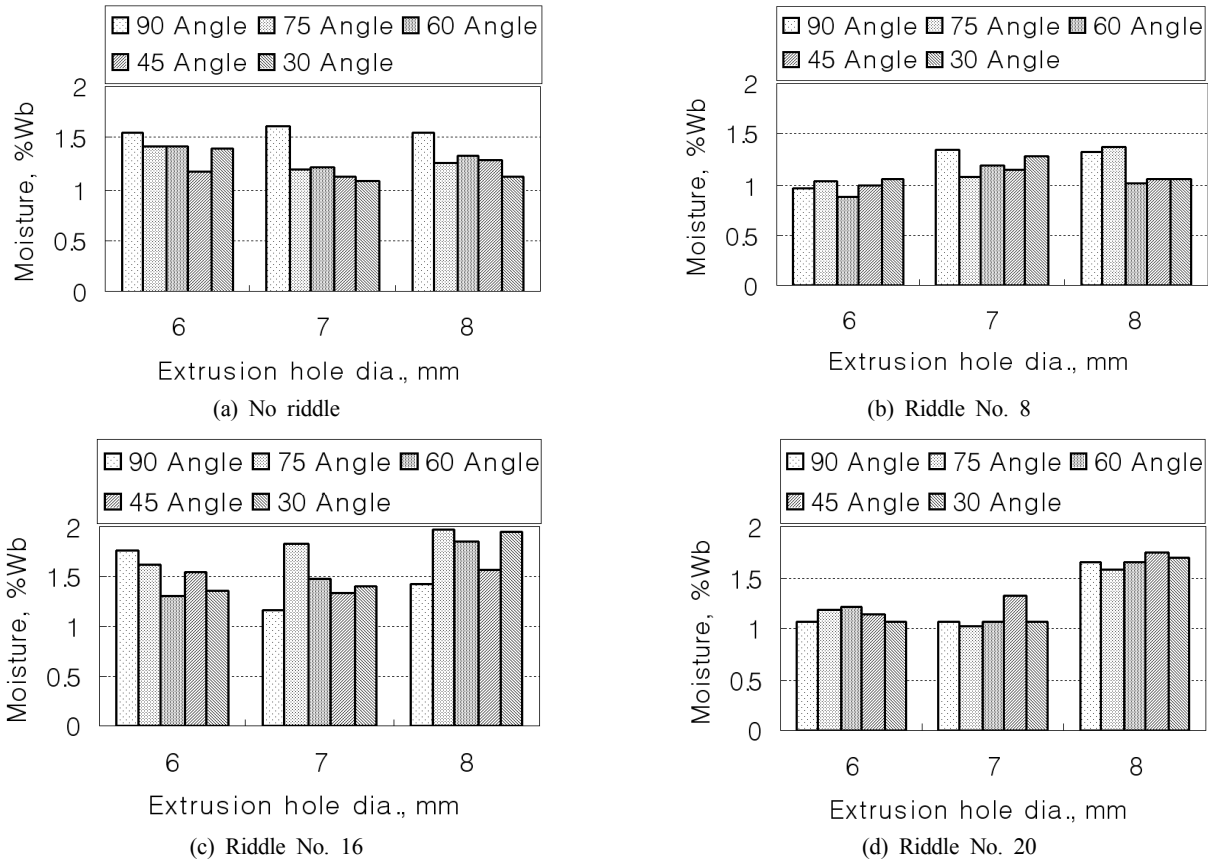 90 Angle 75 Angle 60 Angle
45 Angle 30 Angle
2
1.5
1
0.5
0
Moisture, %Wb
6 7 8
Extrusion hole dia., mm
(a) No riddle
90 Angle 75 Angle 60 Angle
45 Angle 30 Angle
2
1.5
1
0.5
0
Moisture, %Wb
6 7 8
Extrusion hole dia., mm
(b) Riddle No. 8
90 Angle 75 Angle 60 Angle
45 Angle 30 Angle
2
1.5
1
0.5
0
Moisture, %Wb
6 7 8
Extrusion hole dia., mm
(c) Riddle No. 16
90 Angle 75 Angle 60 Angle
45 Angle 30 Angle
2
1.5
1
0.5
0
Moisture, %Wb
6 7 8
Extrusion hole dia., mm
(d) Riddle No. 20